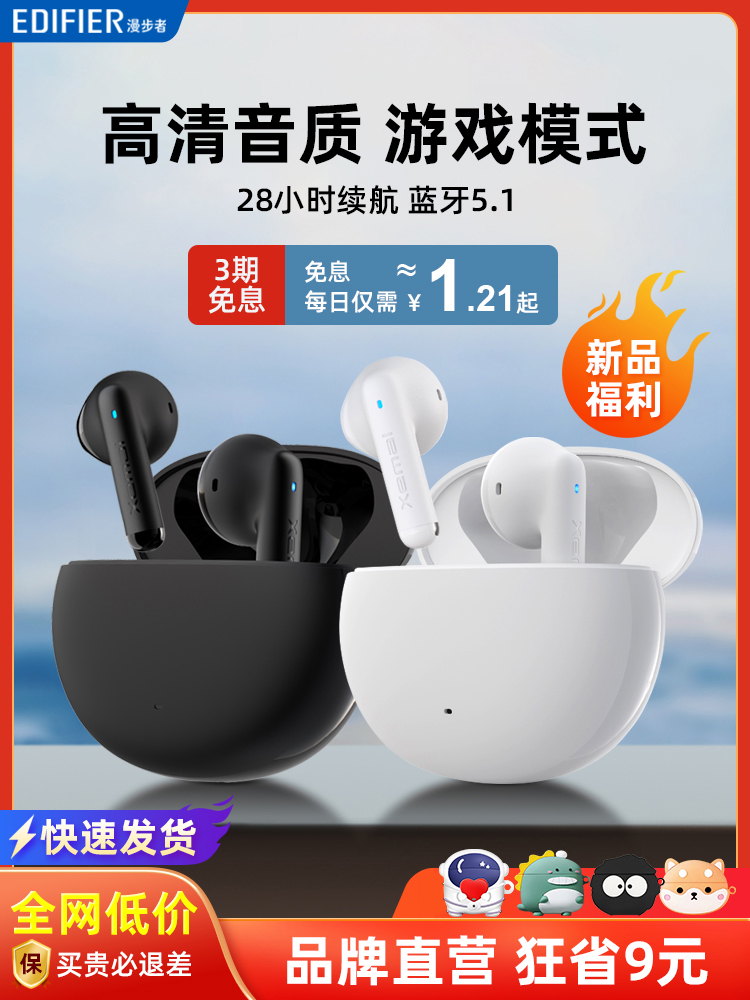 EDIFIER漫步者
高清音质 游戏模式
28小时续航 蓝牙5.1
3期
免息
免息
每日仅需 ¥ ≈1.21起
新品
福利
xemal
xemal
快速发货
全网低价
保 买贵必退差
品牌直营 狂省9元